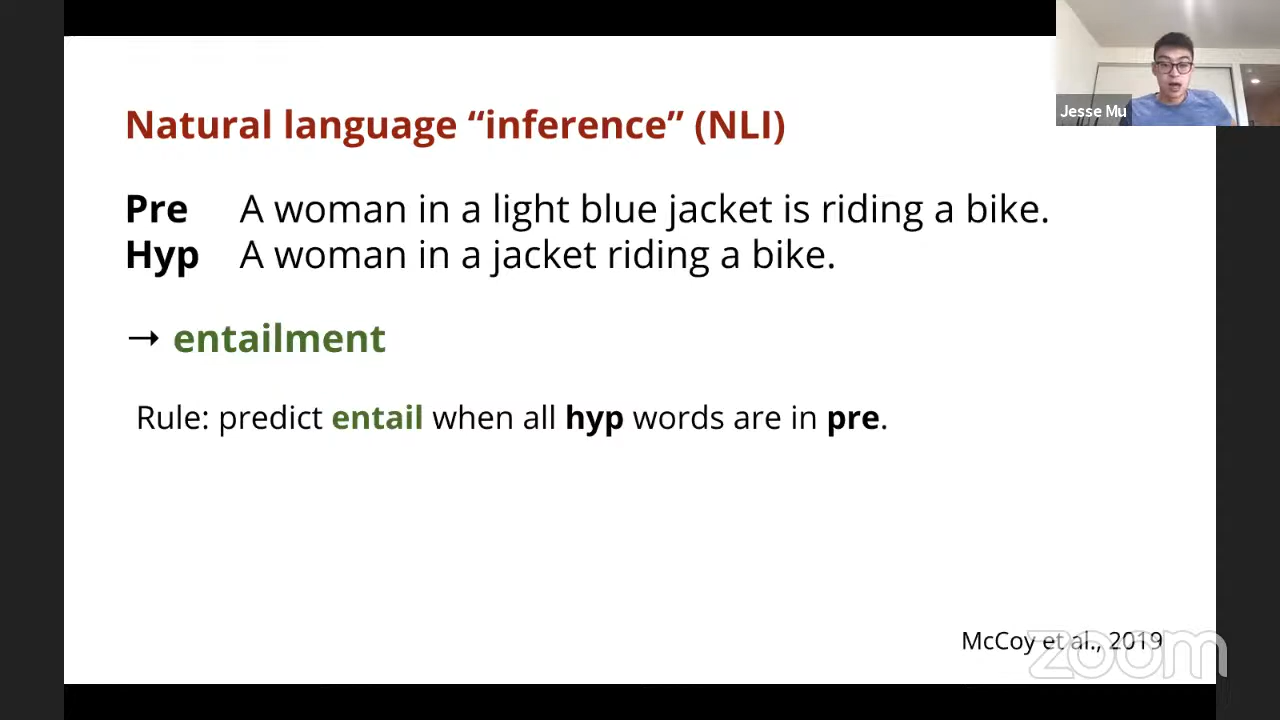 Jesse Mu
Natural language “inference” (NLI)
Pre A woman in a light blue jacket is riding a bike.
Hyp A woman in a jacket riding a bike.
→ entailment
Rule: predict entail when all hyp words are in pre.
McCoy et al., 2019
zoom